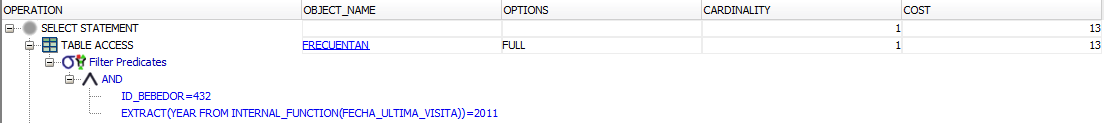 OPERATION OBJECT_NAME OPTIONS CARDINALITY COST
SELECT STATEMENT 1 13
TABLE ACCESS FRECUENTAN FULL 1 13
Filter Predicates
AND
ID_BEBEDOR=432
EXTRACT(YEAR FROM INTERNAL_FUNCTION(FECHA_ULTIMA_VISITA))=2011